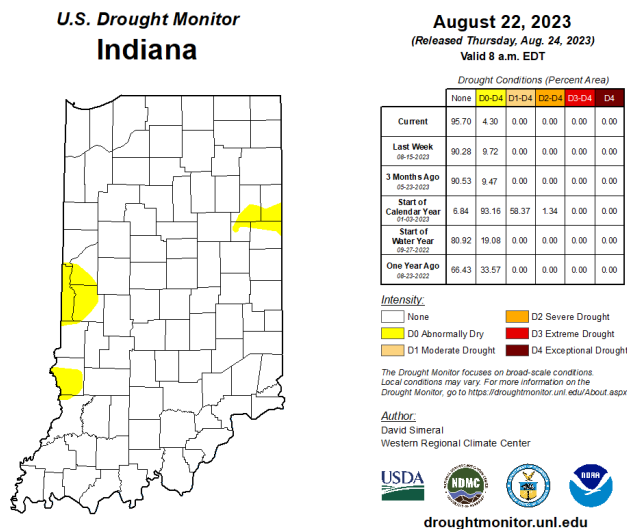 U.S. Drought Monitor
Indiana
August 22, 2023
(Released Thursday, Aug. 24, 2023)
Valid 8 a.m. EDT
Drought Conditions (Percent Area)
None D0-D4 D1-D4 D2-D4 D3-D4 D4
Current 95.70 4.30 0.00 0.00 0.00 0.00
Last Week 08-15-2023 90.28 9.72 0.00 0.00 0.00 0.00
3 Months Ago 05-23-2023 90.53 9.47 0.00 0.00 0.00 0.00
Start of Calendar Year 01-03-2023 6.84 93.16 58.37 1.34 0.00 0.00
Start of Water Year 09-27-2022 80.92 19.08 0.00 0.00 0.00 0.00
One Year Ago 08-23-2022 66.43 33.57 0.00 0.00 0.00 0.00
Intensity:
None
D0 Abnormally Dry
D1 Moderate Drought
D2 Severe Drought
D3 Extreme Drought
D4 Exceptional Drought
The Drought Monitor focuses on broad-scale conditions.
Local conditions may vary. For more information on the
Drought Monitor, go to https://droughtmonitor.unl.edu/About.aspx
Author:
David Simeral
Western Regional Climate Center
USDA
NDMC
NOAA
droughtmonitor.unl.edu